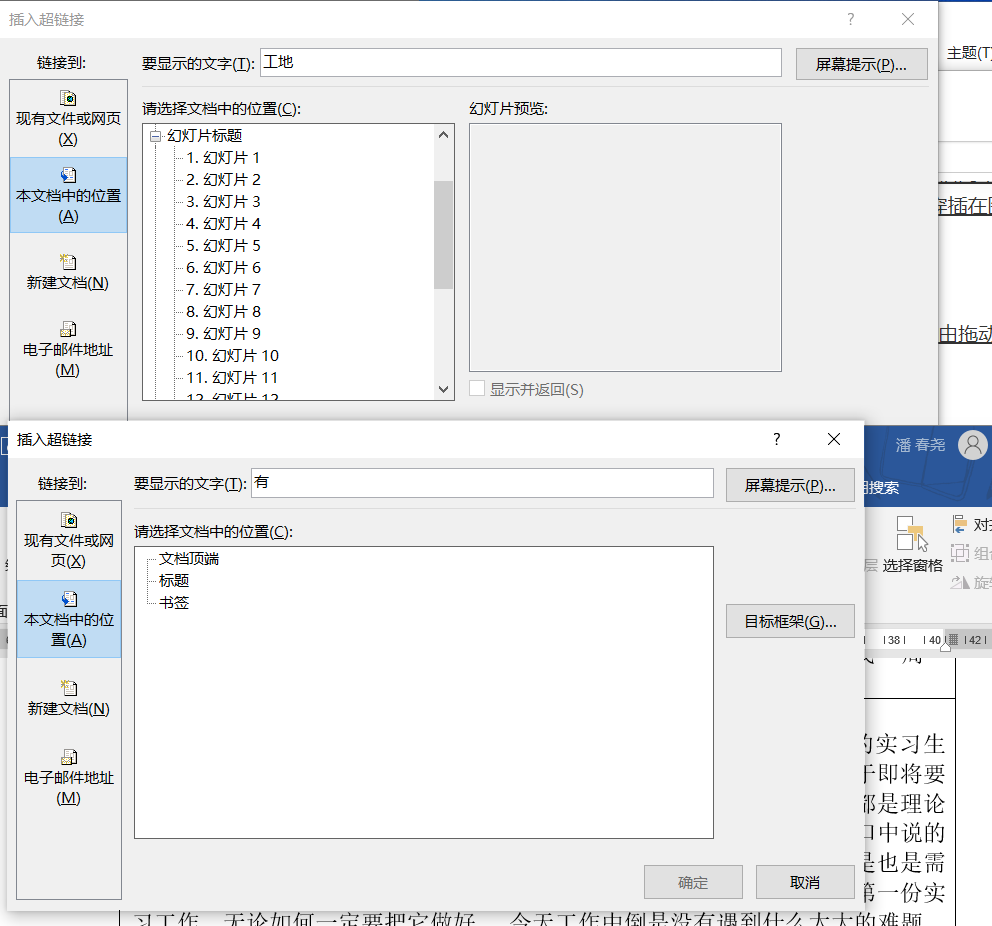 插入超链接
?
主题(T)
链接到:
要显示的文字(T):
工地
屏幕提示(P)...
请选择文档中的位置(C):
幻灯片预览:
现有文件或网页
(X)
本文档中的位置
(A)
新建文档(N)
电子邮件地址
(M)
幻灯片标题
1. 幻灯片 1
2. 幻灯片 2
3. 幻灯片 3
4. 幻灯片 4
5. 幻灯片 5
6. 幻灯片 6
7. 幻灯片 7
8. 幻灯片 8
9. 幻灯片 9
10. 幻灯片 10
11. 幻灯片 11
12. 幻灯片 12
显示并返回(S)
插在
由拖动
插入超链接
?
潘 春尧
搜索
链接到:
要显示的文字(T):
有
屏幕提示(P)...
请选择文档中的位置(C):
现有文件或网
页(X)
本文档中的位
置(A)
新建文档(N)
电子邮件地址
(M)
文档顶端
标题
书签
目标框架(G)...
确定
取消
层
选择窗格
对
组
旋
38
40
42
的实习生
于即将要
都是理论
口中说的
是也是需
第一份实
习工作，无论如何一定要把它做好
今天工作中倒是没有遇到什么太大的难题